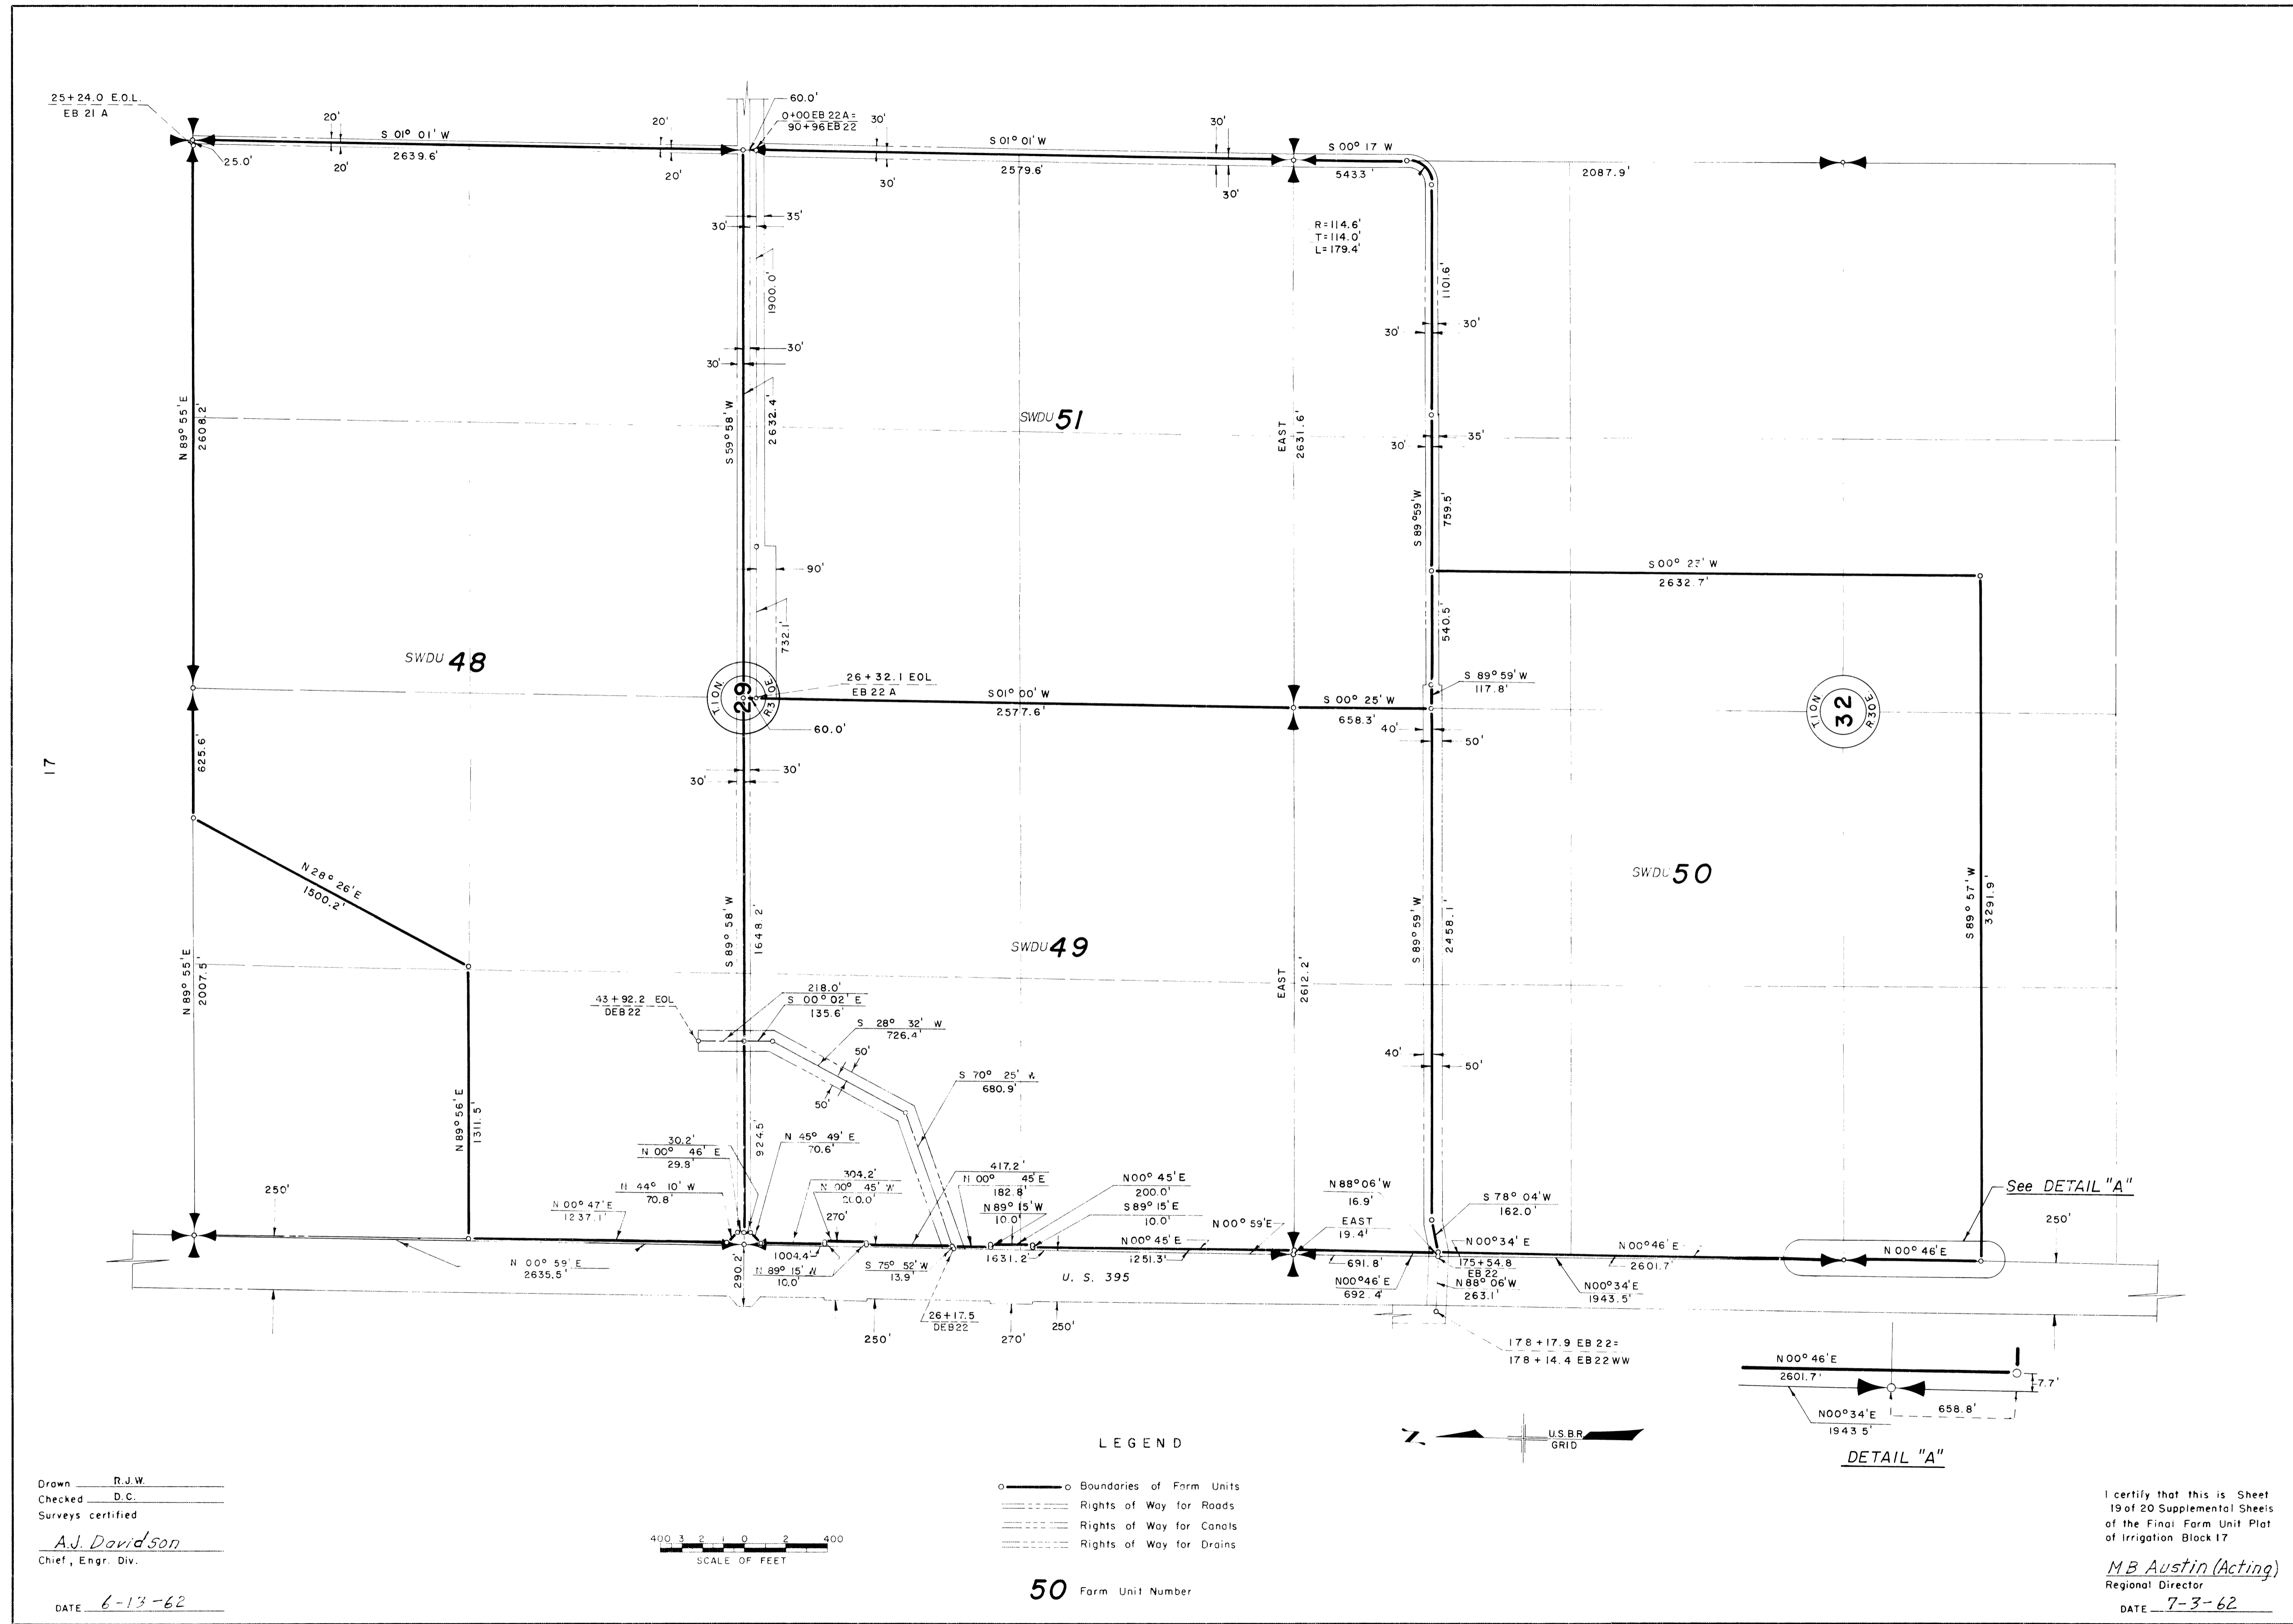 25+24.0 E.O.L.
EB 21 A
25.0'
20'
20'
S 01° 01' W
2639.6'
20'
20'
60.0'
0+00 EB 22A=
90+96 EB 22
30'
30'
S 01° 01' W
2579.6'
30'
30'
S 00° 17 W
543.3'
2087.9'
R=114.6'
T=114.0'
L=179.4'
30'
35'
1900.0'
30'
30'
S 59° 58' W
2632.4'
N 89° 55' E
2608.2'
SWDU 51
EAST
2631.6'
1101.6'
30'
30'
30'
35'
S 89° 59' W
759.5'
90'
732.1'
S 00° 23' W
2632.7'
540.5'
SWDU 48
TION
29
R30E
26+32.1 EOL
EB 22 A
60.0'
S 01° 00' W
2577.6'
S 00° 25' W
658.3'
S 89° 59' W
117.8'
40'
50'
TION
32
R30E
17
625.6'
30'
30'
N 28° 26' E
1500.2'
N 89° 55' E
2007.5'
S 89° 58' W
1648.2'
SWDU 49
SWDU 50
EAST
2612.2'
S 89° 59' W
2458.1'
S 89° 57' W
3291.9'
43+92.2 EOL
DEB 22
218.0'
S 00° 02' E
135.6'
S 28° 32' W
726.4'
50'
50'
S 70° 25' W
680.9'
40'
50'
N 89° 56' E
1311.5'
924.5'
30.2'
N 00° 46' E
29.8'
N 45° 49' E
70.6'
N 44° 10' W
70.8'
304.2'
N 00° 45' W
200.0'
417.2'
N 00° 45' E
182.8'
N 89° 15' W
10.0'
N 00° 45' E
200.0'
S 89° 15' E
10.0'
N 88° 06' W
16.9'
S 78° 04' W
162.0'
See DETAIL "A"
250'
N 00° 47' E
1237.1'
270'
N 00° 45' E
1251.3'
N 00° 59' E
EAST
19.4'
N 00° 34' E
N 00° 46' E
2601.7'
N 00° 46' E
250'
N 00° 59' E
2635.5'
290.2'
1004.4'
N 89° 15' W
10.0'
S 75° 52' W
13.9'
1631.2'
U. S. 395
691.8'
N 00° 46' E
692.4'
175+54.8
EB 22
N 88° 06' W
263.1'
N 00° 34' E
1943.5'
26+17.5
DEB 22
250'
270'
250'
178+17.9 EB 22=
178+14.4 EB 22 WW
N 00° 46' E
2601.7'
7.7'
658.8'
N 00° 34' E
1943.5'
DETAIL "A"
N
U.S.B.R.
GRID
LEGEND
Boundaries of Farm Units
Rights of Way for Roads
Rights of Way for Canals
Rights of Way for Drains
50 Farm Unit Number
400 3 2 1 0 2 400
SCALE OF FEET
Drawn R.J.W.
Checked D.C.
Surveys certified
A.J. Davidson
Chief, Engr. Div.
DATE 6-13-62
I certify that this is Sheet
19 of 20 Supplemental Sheets
of the Final Farm Unit Plat
of Irrigation Block 17
M B Austin (Acting)
Regional Director
DATE 7-3-62